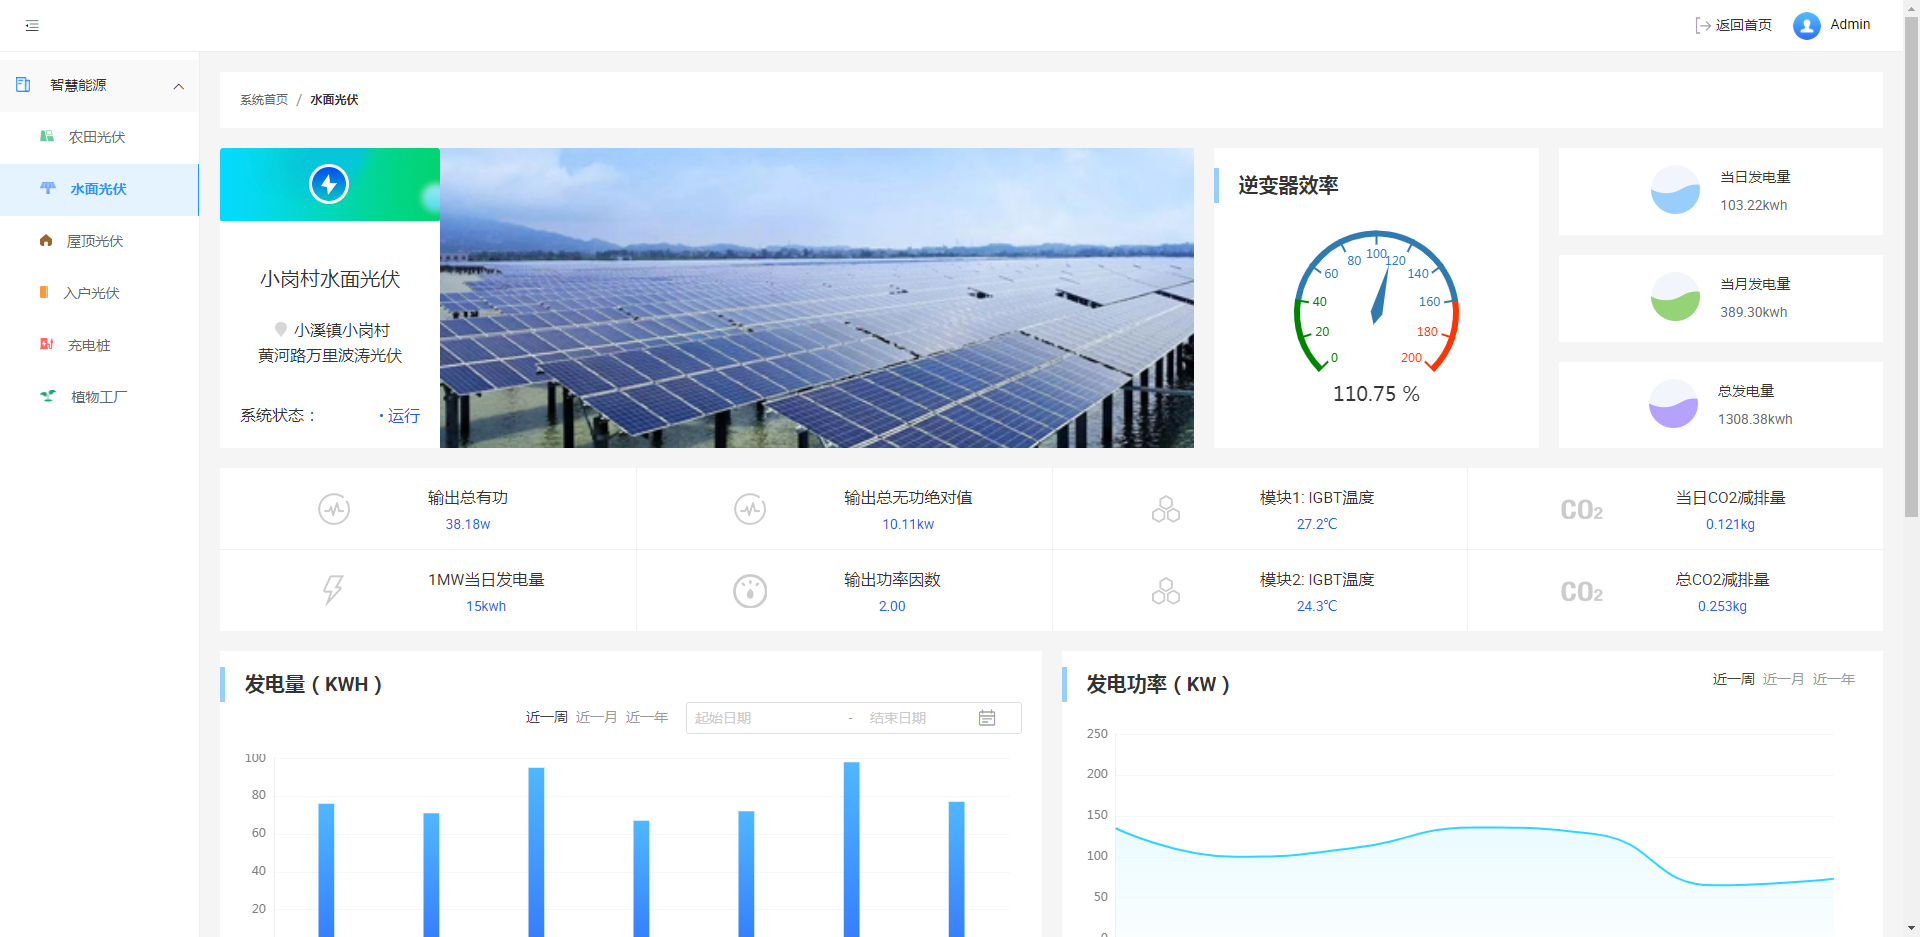 返回首页
Admin
智慧能源
农田光伏
水面光伏
屋顶光伏
入户光伏
充电桩
植物工厂
系统首页 / 水面光伏
小岗村水面光伏
小溪镇小岗村
黄河路万里波涛光伏
系统状态：
·运行
逆变器效率
0
20
40
60
80
100
120
140
160
180
200
110.75 %
当日发电量
103.22kwh
当月发电量
389.30kwh
总发电量
1308.38kwh
输出总有功
38.18w
输出总无功绝对值
10.11kw
模块1: IGBT温度
27.2℃
CO2
当日CO2减排量
0.121kg
1MW当日发电量
15kwh
输出功率因数
2.00
模块2: IGBT温度
24.3℃
CO2
总CO2减排量
0.253kg
发电量（KWH）
近一周 近一月 近一年
起始日期 - 结束日期
100
80
60
40
20
发电功率（KW）
近一周 近一月 近一年
250
200
150
100
50
0